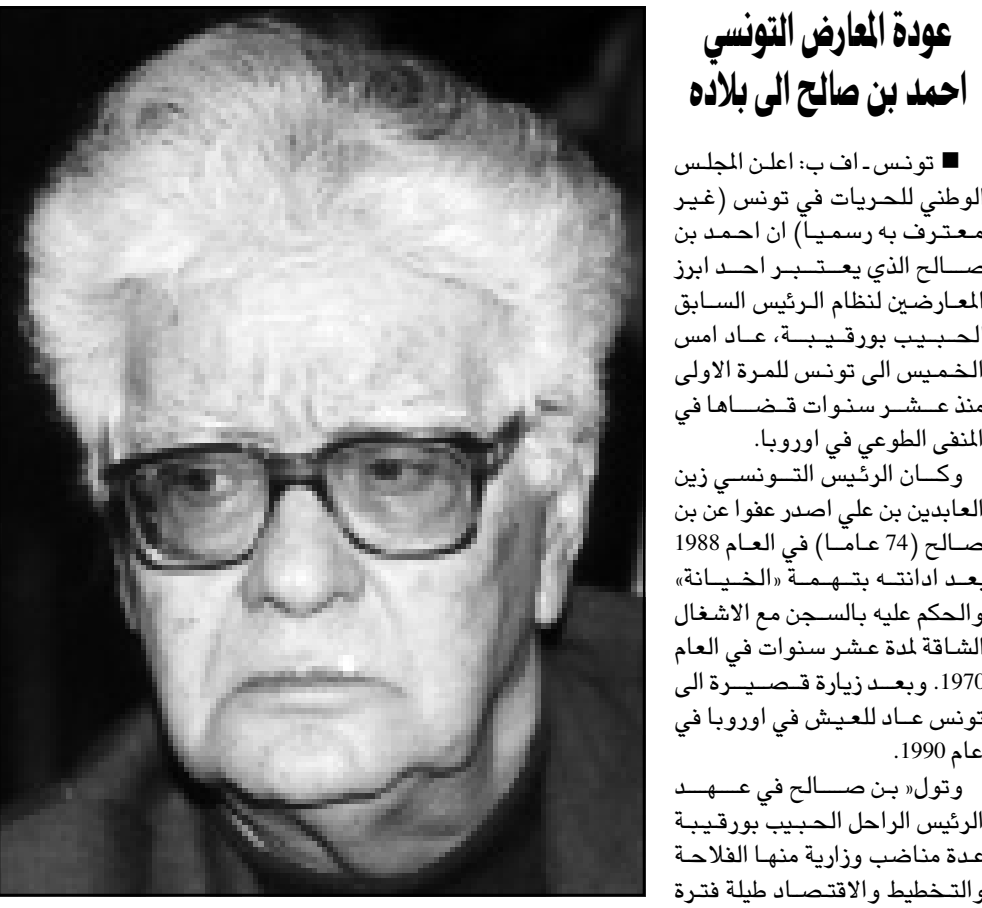 عودة المعارض التونسي
احمد بن صالح الى بلاده
■ تونس ـ اف ب: اعلن المجلس
الوطني للحريات في تونس (غير
معترف به رسميا) ان احمد بن
صالح الذي يعتبر احد ابرز
المعارضين لنظام الرئيس السابق
الحبيب بورقيبة، عاد امس
الخميس الى تونس للمرة الاولى
منذ عشر سنوات قضاها في
المنفى الطوعي في اوروبا.
وكان الرئيس التونسي زين
العابدين بن علي اصدر عفوا عن بن
صالح (74 عاما) في العام 1988
بعد ادانته بتهمة «الخيانة»
والحكم عليه بالسجن مع الاشغال
الشاقة لمدة عشر سنوات في العام
1970. وبعد زيارة قصيرة الى
تونس عاد للعيش في اوروبا في
عام 1990.
وتول« بن صالح في عهد
الرئيس الراحل الحبيب بورقيبة
عدة مناضب وزارية منها الفلاحة
والتخطيط والاقتصاد طيلة فترة